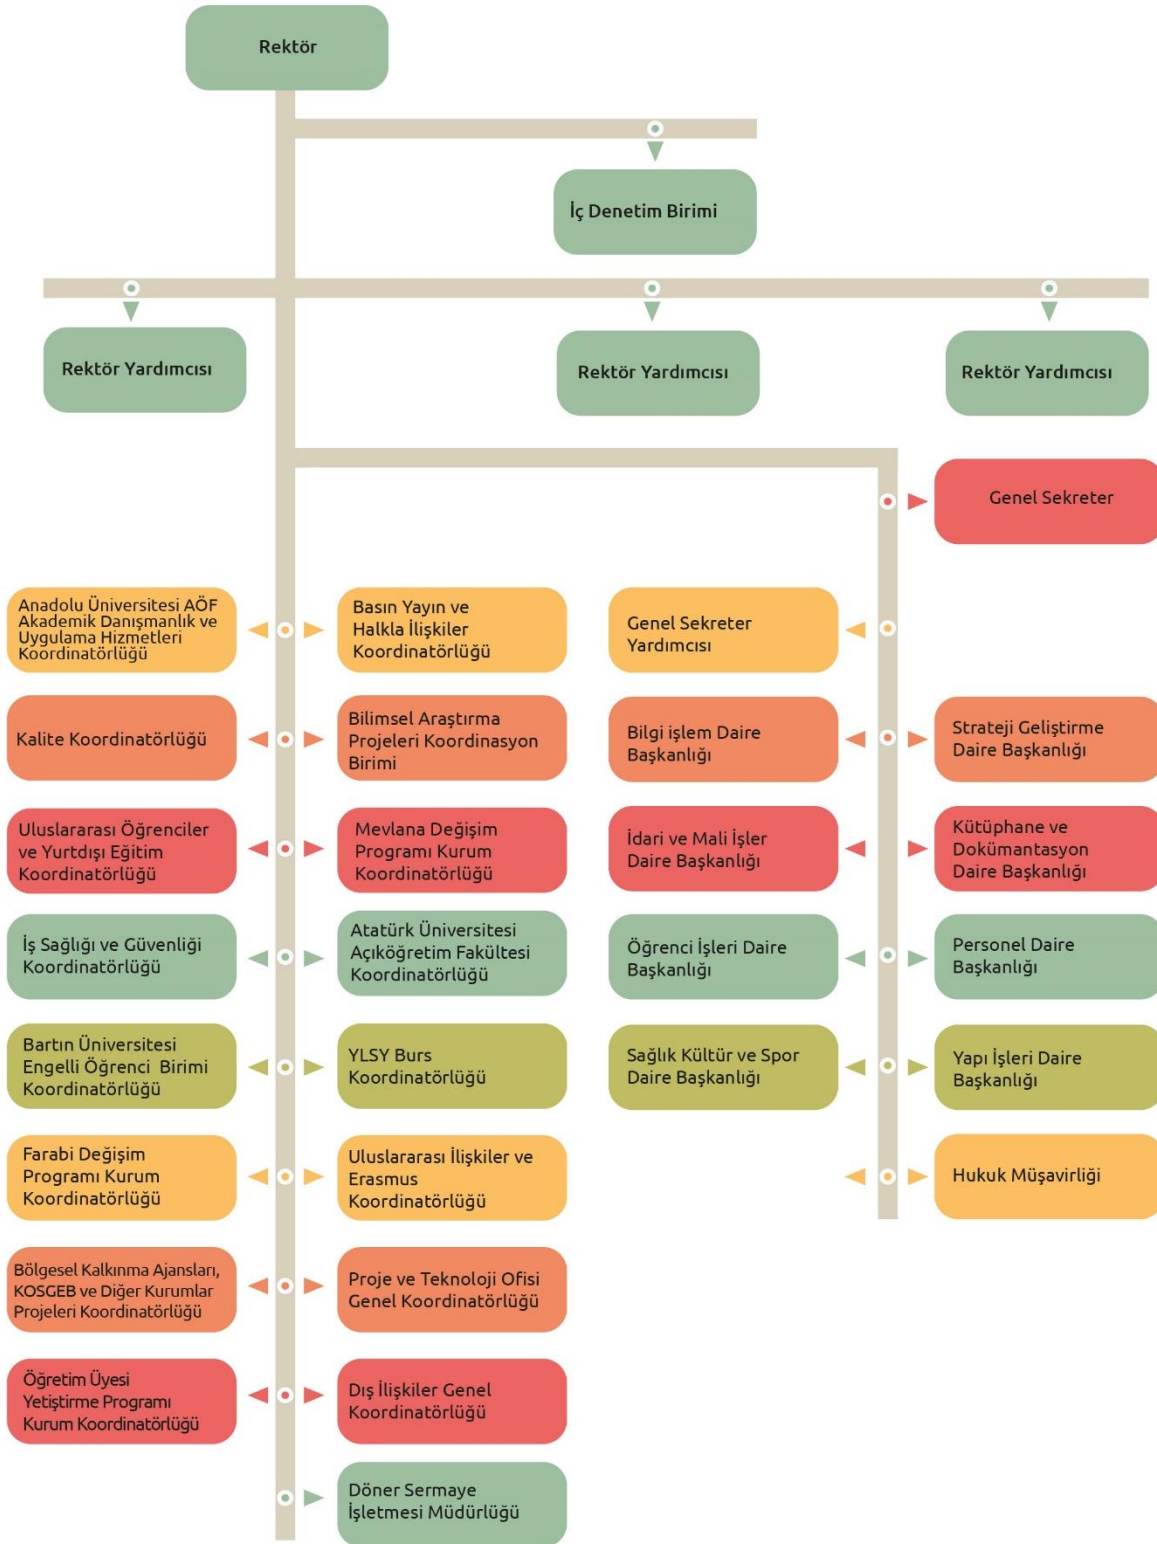 Rektör
İç Denetim Birimi
Rektör Yardımcısı
Rektör Yardımcısı
Rektör Yardımcısı
Genel Sekreter
Anadolu Üniversitesi AÖF
Akademik Danışmanlık ve
Uygulama Hizmetleri
Koordinatörlüğü
Basın Yayın ve
Halkla İlişkiler
Koordinatörlüğü
Genel Sekreter
Yardımcısı
Kalite Koordinatörlüğü
Bilimsel Araştırma
Projeleri Koordinasyon
Birimi
Bilgi işlem Daire
Başkanlığı
Strateji Geliştirme
Daire Başkanlığı
Uluslararası Öğrenciler
ve Yurtdışı Eğitim
Koordinatörlüğü
Mevlana Değişim
Programı Kurum
Koordinatörlüğü
İdari ve Mali İşler
Daire Başkanlığı
Kütüphane ve
Dokümantasyon
Daire Başkanlığı
İş Sağlığı ve Güvenliği
Koordinatörlüğü
Atatürk Üniversitesi
Açıköğretim Fakültesi
Koordinatörlüğü
Öğrenci İşleri Daire
Başkanlığı
Personel Daire
Başkanlığı
Bartın Üniversitesi
Engelli Öğrenci Birimi
Koordinatörlüğü
YLSY Burs
Koordinatörlüğü
Sağlık Kültür ve Spor
Daire Başkanlığı
Yapı İşleri Daire
Başkanlığı
Farabi Değişim
Programı Kurum
Koordinatörlüğü
Uluslararası İlişkiler ve
Erasmus
Koordinatörlüğü
Hukuk Müşavirliği
Bölgesel Kalkınma Ajansları,
KOSGEB ve Diğer Kurumlar
Projeleri Koordinatörlüğü
Proje ve Teknoloji Ofisi
Genel Koordinatörlüğü
Öğretim Üyesi
Yetiştirme Programı
Kurum Koordinatörlüğü
Dış İlişkiler Genel
Koordinatörlüğü
Döner Sermaye
İşletmesi Müdürlüğü